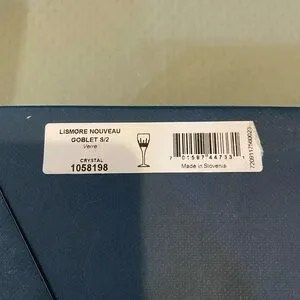 LISMORE NOUVEAU
GOBLET S/2
Verre
CRYSTAL
1058198
7 01587 44733 1
Made in Slovenia